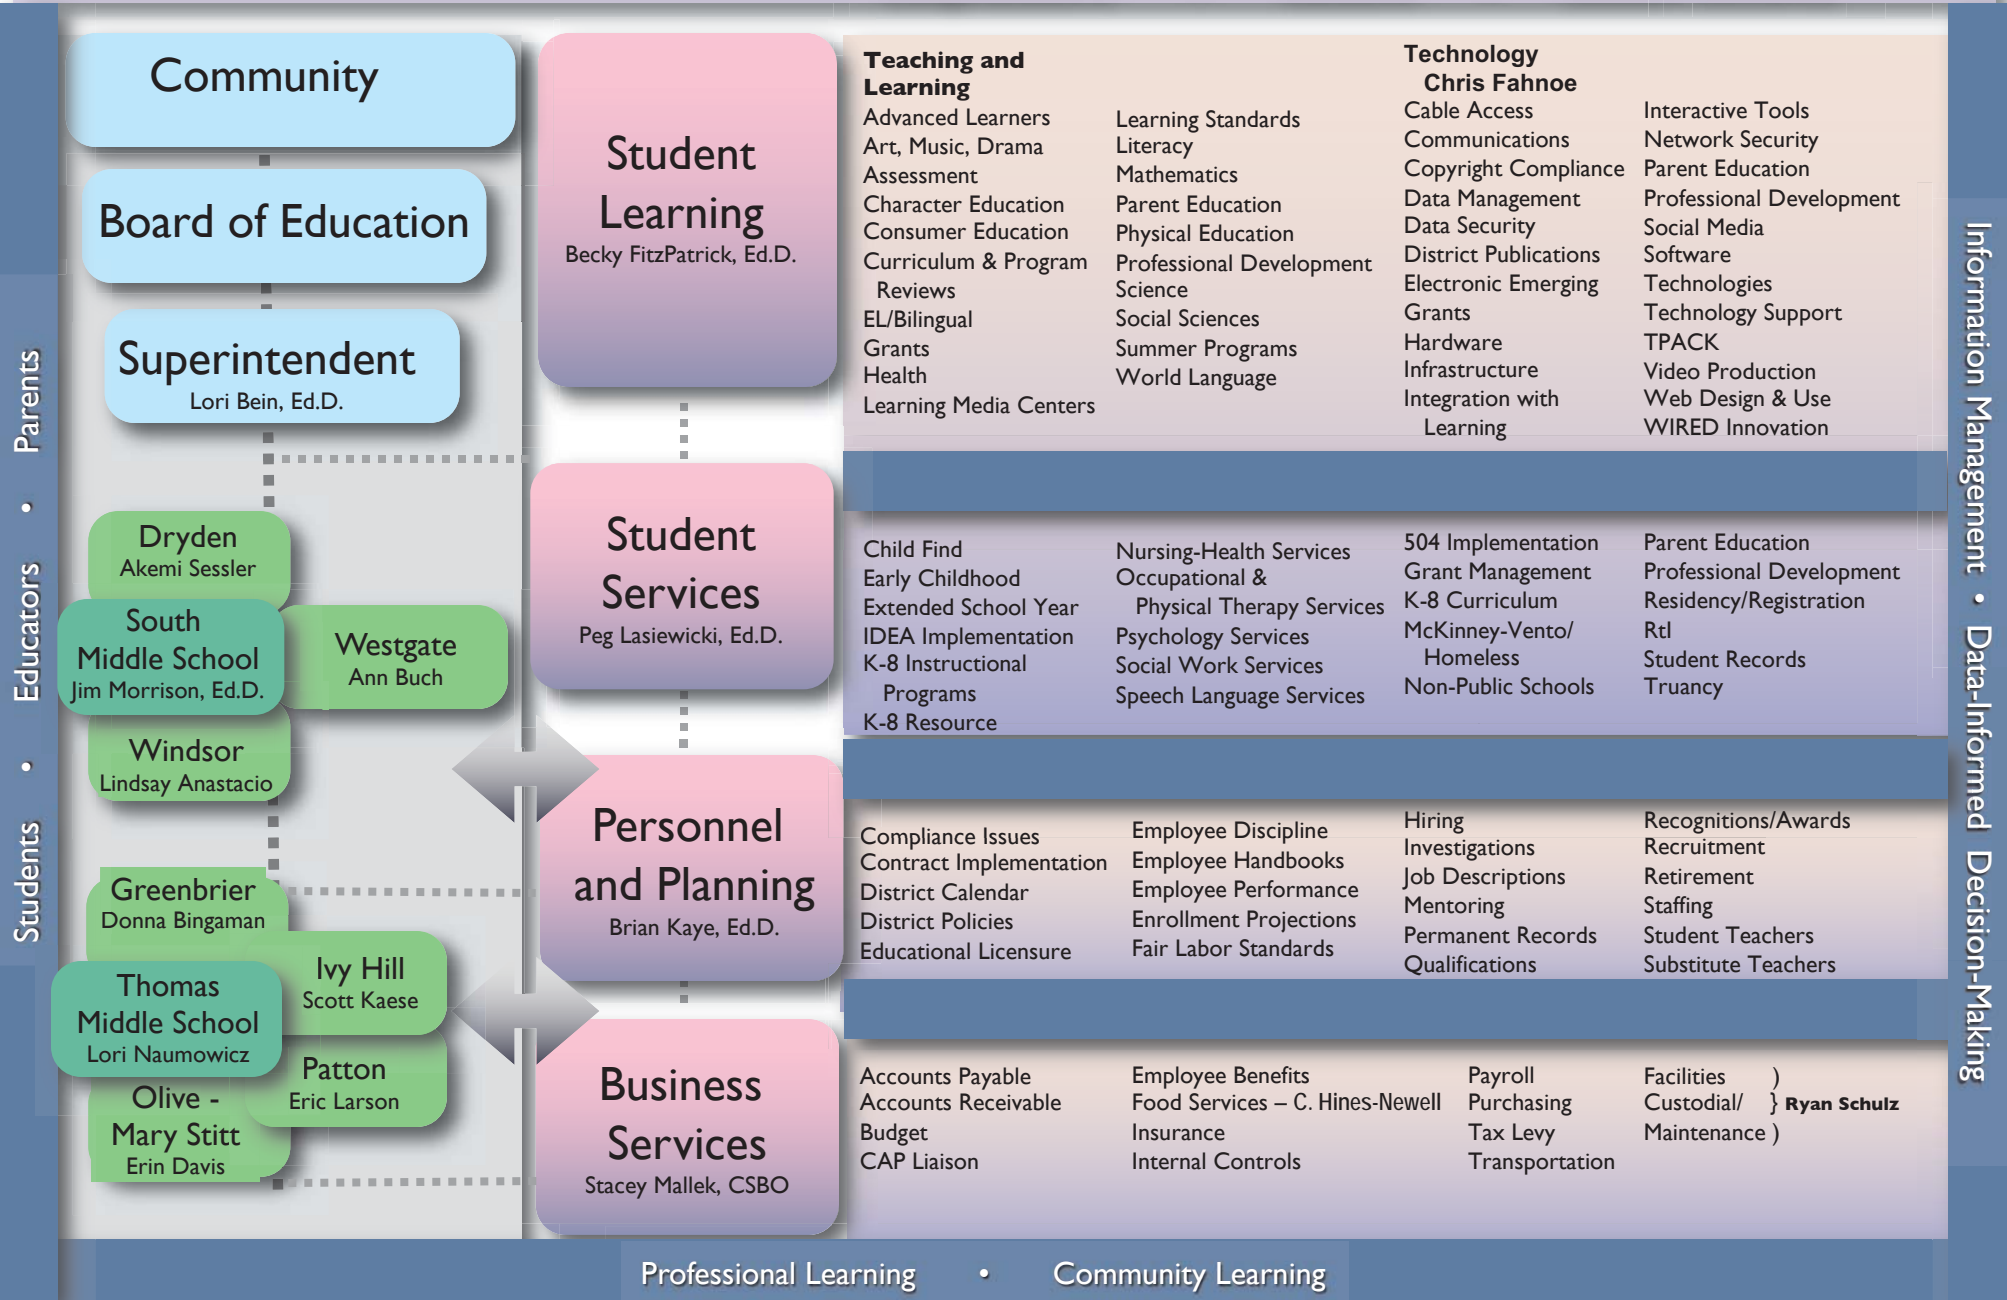 Community
Board of Education
Superintendent
Lori Bein, Ed.D.
Dryden
Akemi Sessler
South
Middle School
Jim Morrison, Ed.D.
Westgate
Ann Buch
Windsor
Lindsay Anastacio
Greenbrier
Donna Bingaman
Ivy Hill
Scott Kaese
Thomas
Middle School
Lori Naumowicz
Patton
Eric Larson
Olive -
Mary Stitt
Erin Davis
Student
Learning
Becky FitzPatrick, Ed.D.
Teaching and
Learning
Advanced Learners
Art, Music, Drama
Assessment
Character Education
Consumer Education
Curriculum & Program
Reviews
EL/Bilingual
Grants
Health
Learning Media Centers
Learning Standards
Literacy
Mathematics
Parent Education
Physical Education
Professional Development
Science
Social Sciences
Summer Programs
World Language
Technology
Chris Fahnoe
Cable Access
Communications
Copyright Compliance
Data Management
Data Security
District Publications
Electronic Emerging
Grants
Hardware
Infrastructure
Integration with
Learning
Interactive Tools
Network Security
Parent Education
Professional Development
Social Media
Software
Technologies
Technology Support
TPACK
Video Production
Web Design & Use
WIRED Innovation
Student
Services
Peg Lasiewicki, Ed.D.
Child Find
Early Childhood
Extended School Year
IDEA Implementation
K-8 Instructional
Programs
K-8 Resource
Nursing-Health Services
Occupational &
Physical Therapy Services
Psychology Services
Social Work Services
Speech Language Services
504 Implementation
Grant Management
K-8 Curriculum
McKinney-Vento/
Homeless
Non-Public Schools
Parent Education
Professional Development
Residency/Registration
RtI
Student Records
Truancy
Personnel
and Planning
Brian Kaye, Ed.D.
Compliance Issues
Contract Implementation
District Calendar
District Policies
Educational Licensure
Employee Discipline
Employee Handbooks
Employee Performance
Enrollment Projections
Fair Labor Standards
Hiring
Investigations
Job Descriptions
Mentoring
Permanent Records
Qualifications
Recognitions/Awards
Recruitment
Retirement
Staffing
Student Teachers
Substitute Teachers
Business
Services
Stacey Mallek, CSBO
Accounts Payable
Accounts Receivable
Budget
CAP Liaison
Employee Benefits
Food Services – C. Hines-Newell
Insurance
Internal Controls
Payroll
Purchasing
Tax Levy
Transportation
Facilities )
Custodial/ } Ryan Schulz
Maintenance )
Students • Educators • Parents
Information Management • Data-Informed Decision-Making
Professional Learning • Community Learning